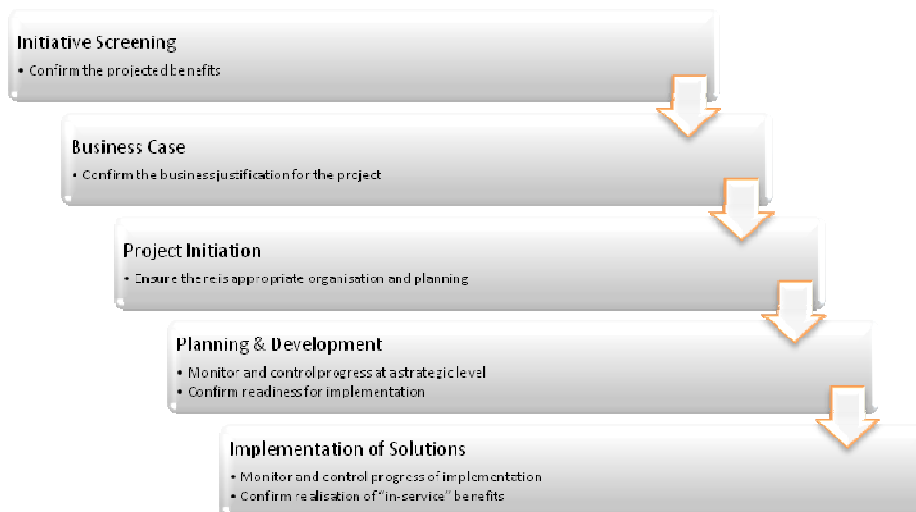 Initiative Screening
• Confirm the projected benefits
Business Case
• Confirm the business justification for the project
Project Initiation
• Ensure there is appropriate organisation and planning
Planning & Development
• Monitor and control progress at a strategic level
• Confirm readiness for implementation
Implementation of Solutions
• Monitor and control progress of implementation
• Confirm realisation of "in-service" benefits